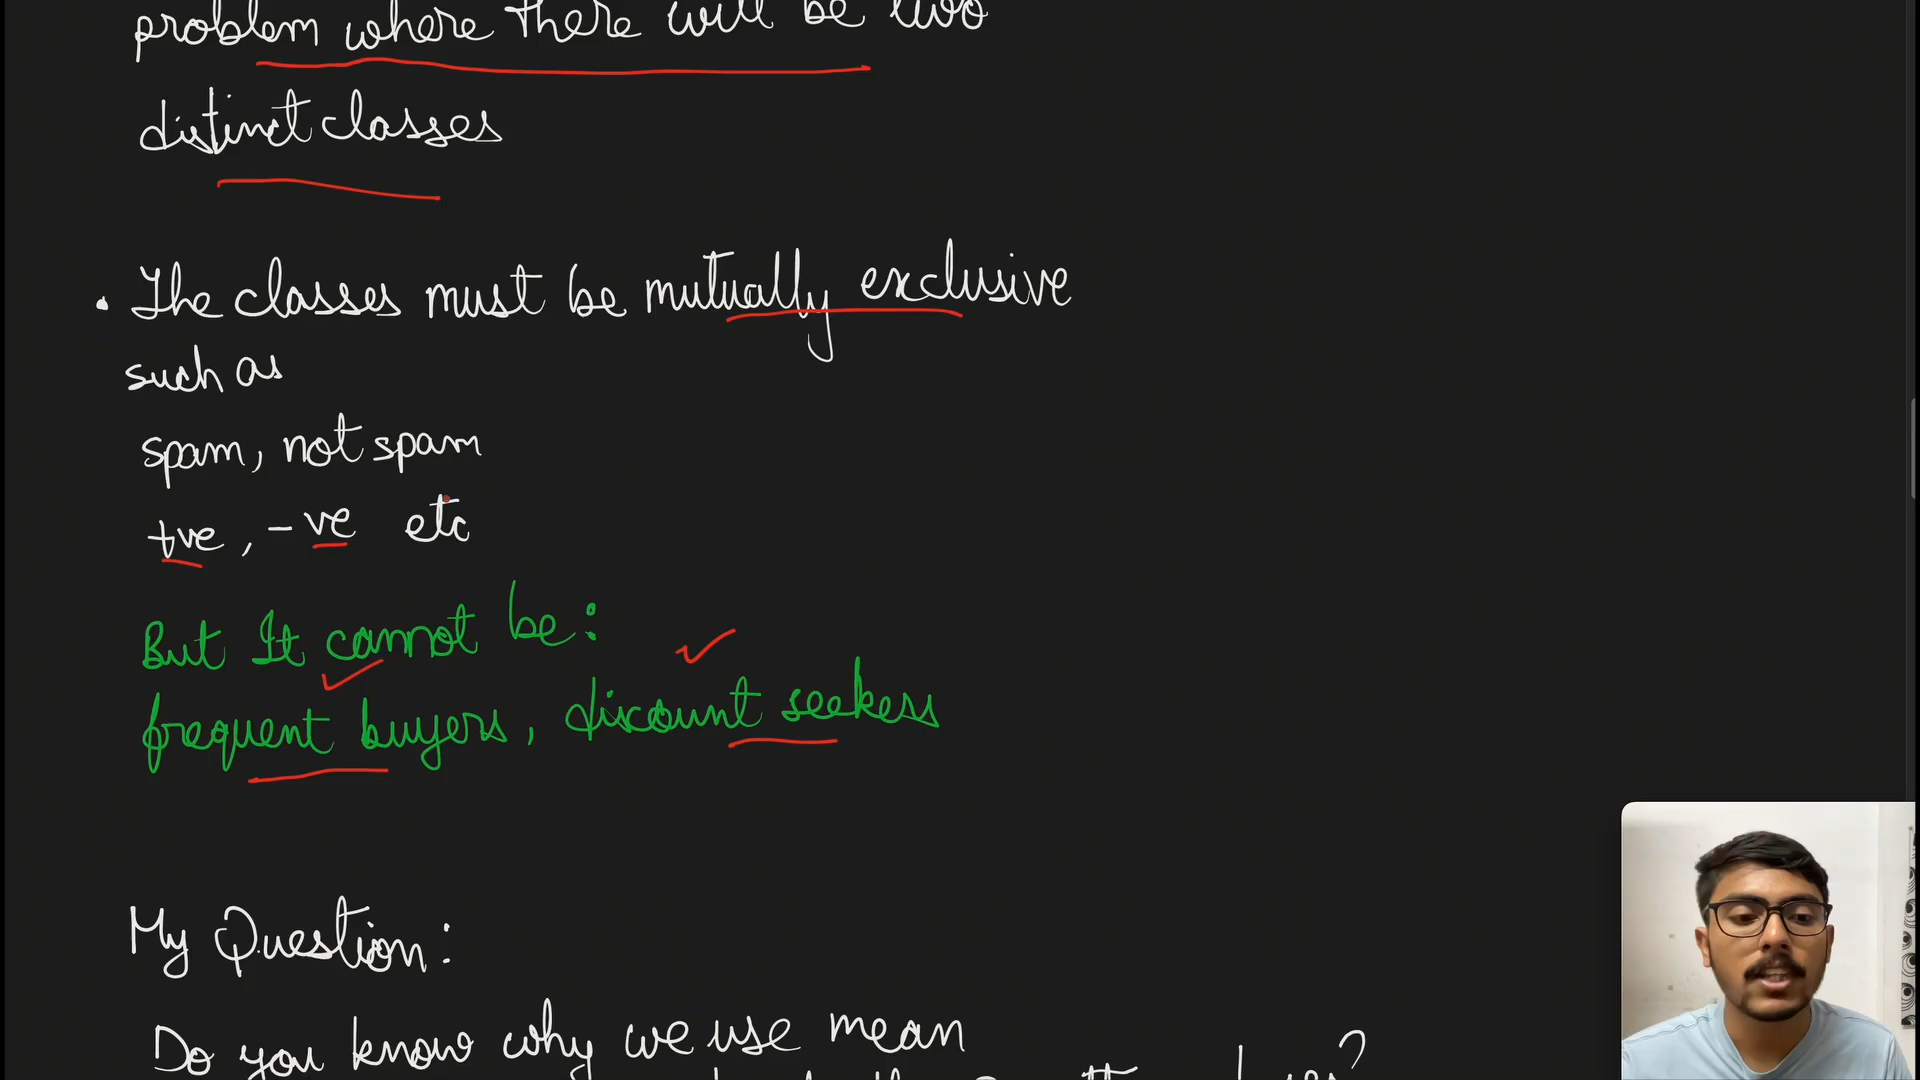 problem where there will be two
distinct classes
• The classes must be mutually exclusive
such as
spam, not spam
+ve, -ve etc
But It cannot be:
frequent buyers, discount seekers
My Question:
Do you know why we use mean
?